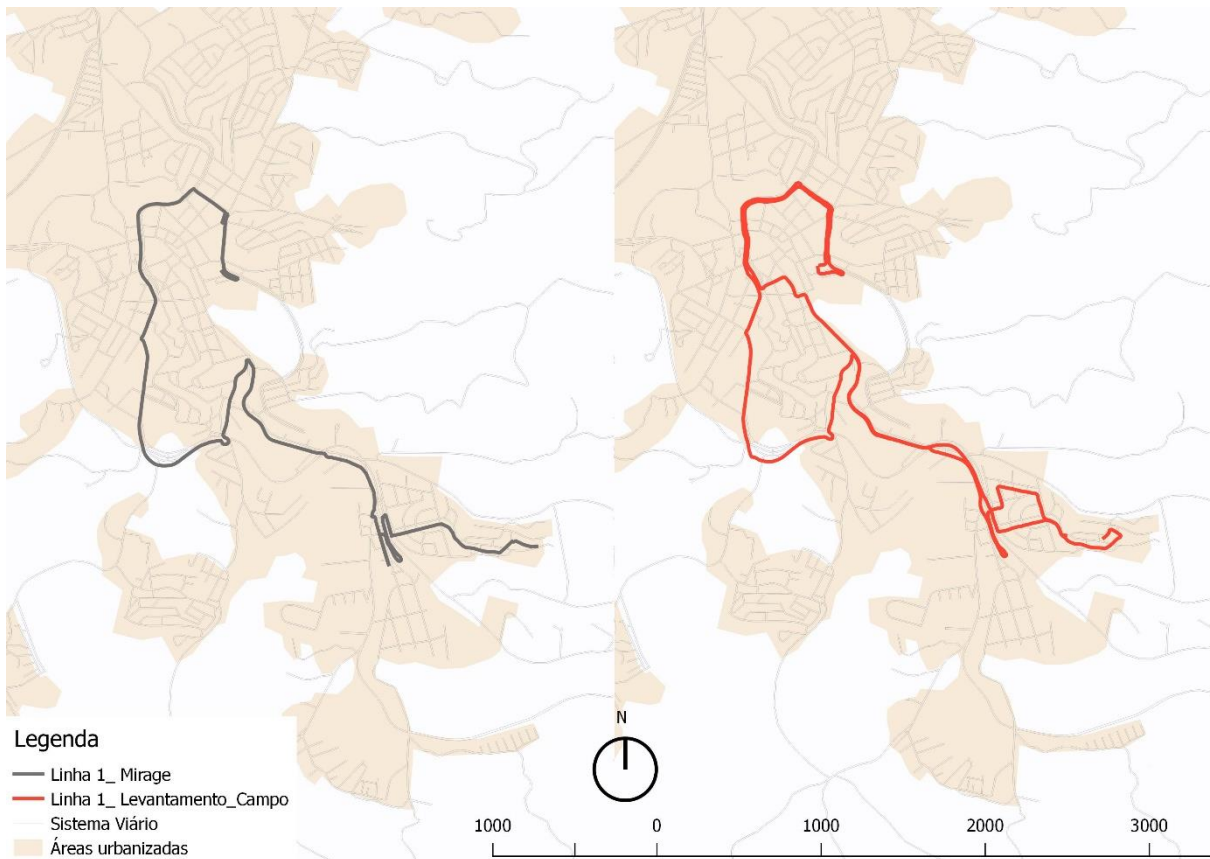 N
Legenda
Linha 1_ Mirage
Linha 1_ Levantamento_Campo
Sistema Viário
Áreas urbanizadas
1000 0 1000 2000 3000